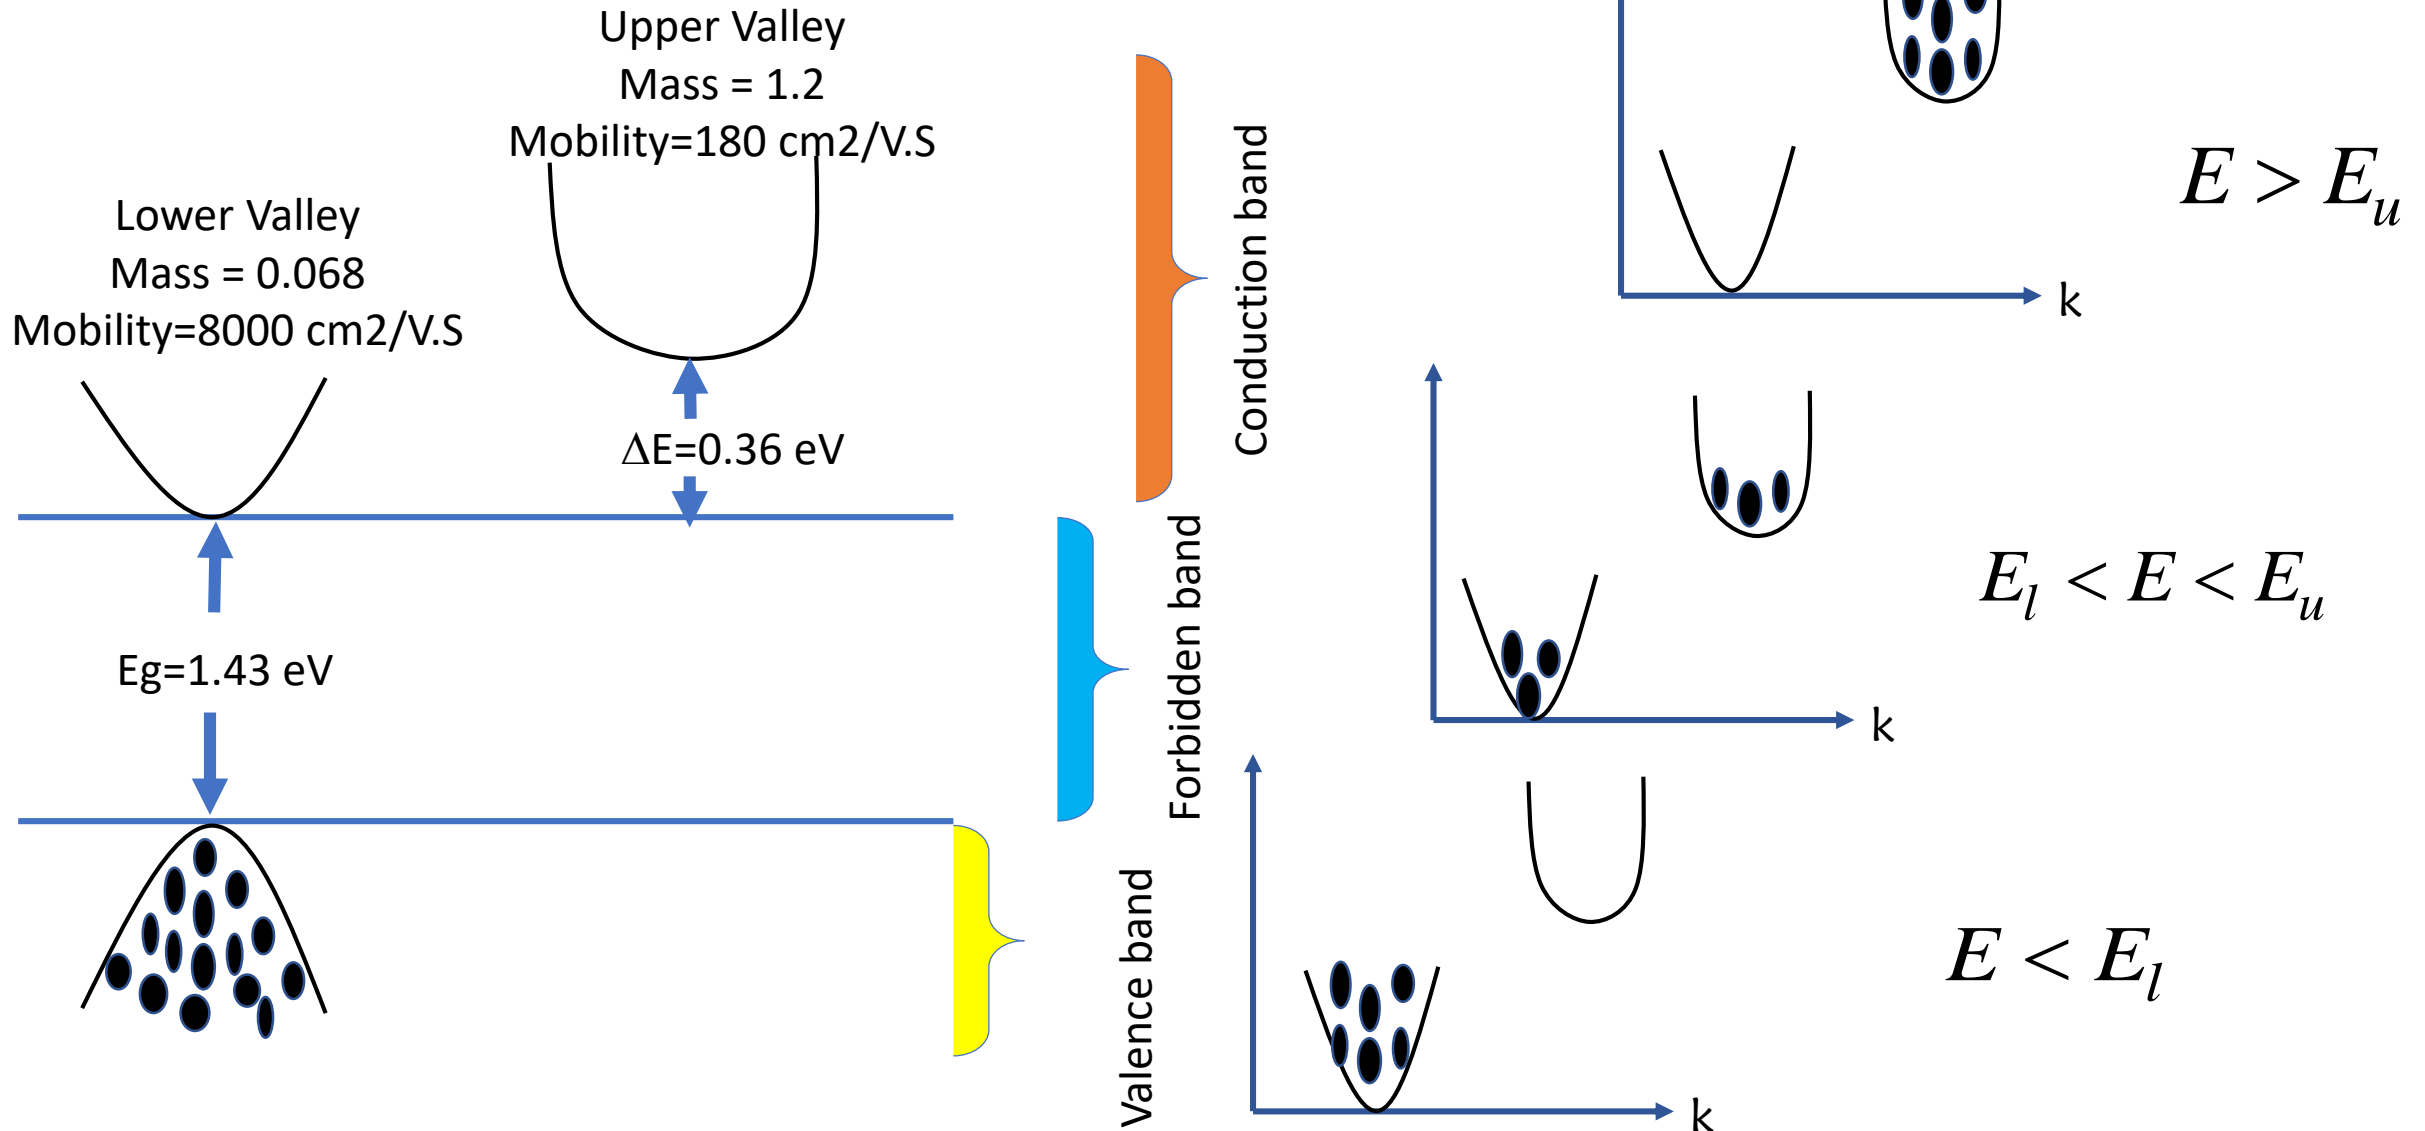 Upper Valley
Mass = 1.2
Mobility=180 cm2/V.S
Lower Valley
Mass = 0.068
Mobility=8000 cm2/V.S
ΔE=0.36 eV
Eg=1.43 eV
Conduction band
Forbidden band
Valence band
k
E > E_u
k
E_l < E < E_u
k
E < E_l